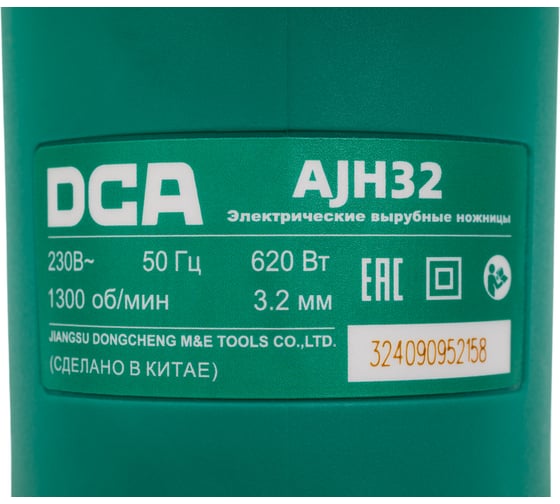 DCA AJH32
Электрические вырубные ножницы
230В~ 50 Гц 620 Вт
1300 об/мин 3.2 мм
EAC
JIANGSU DONGCHENG M&E TOOLS CO.,LTD.
(СДЕЛАНО В КИТАЕ)
324090952158